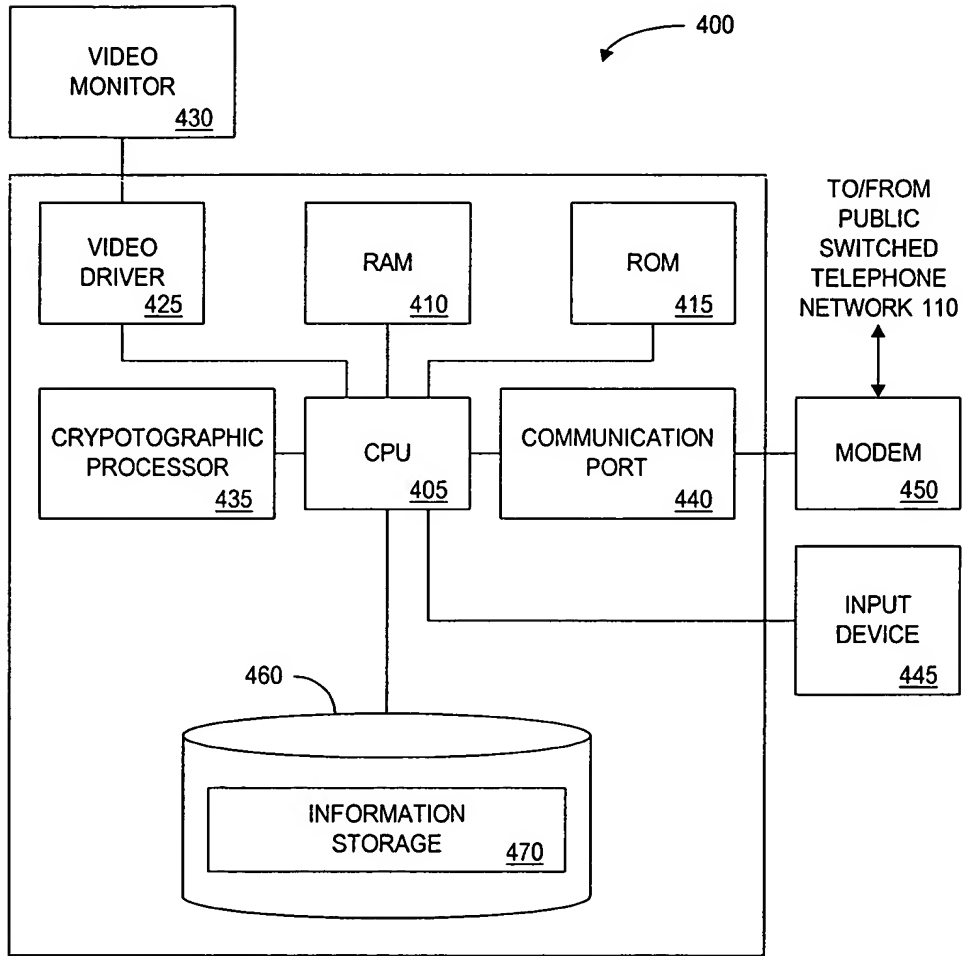 VIDEO
MONITOR
430
400
TO/FROM
PUBLIC
SWITCHED
TELEPHONE
NETWORK 110
VIDEO
DRIVER
425
RAM
410
ROM
415
CRYPOTOGRAPHIC
PROCESSOR
435
CPU
405
COMMUNICATION
PORT
440
MODEM
450
INPUT
DEVICE
445
460
INFORMATION
STORAGE
470